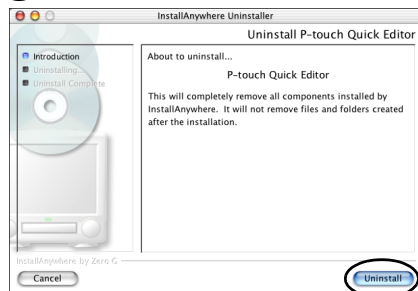 InstallAnywhere Uninstaller
Uninstall P-touch Quick Editor
Introduction
Uninstalling...
Uninstall Complete
About to uninstall...
P-touch Quick Editor
This will completely remove all components installed by
InstallAnywhere. It will not remove files and folders created
after the installation.
InstallAnywhere by Zero G
Cancel
Uninstall